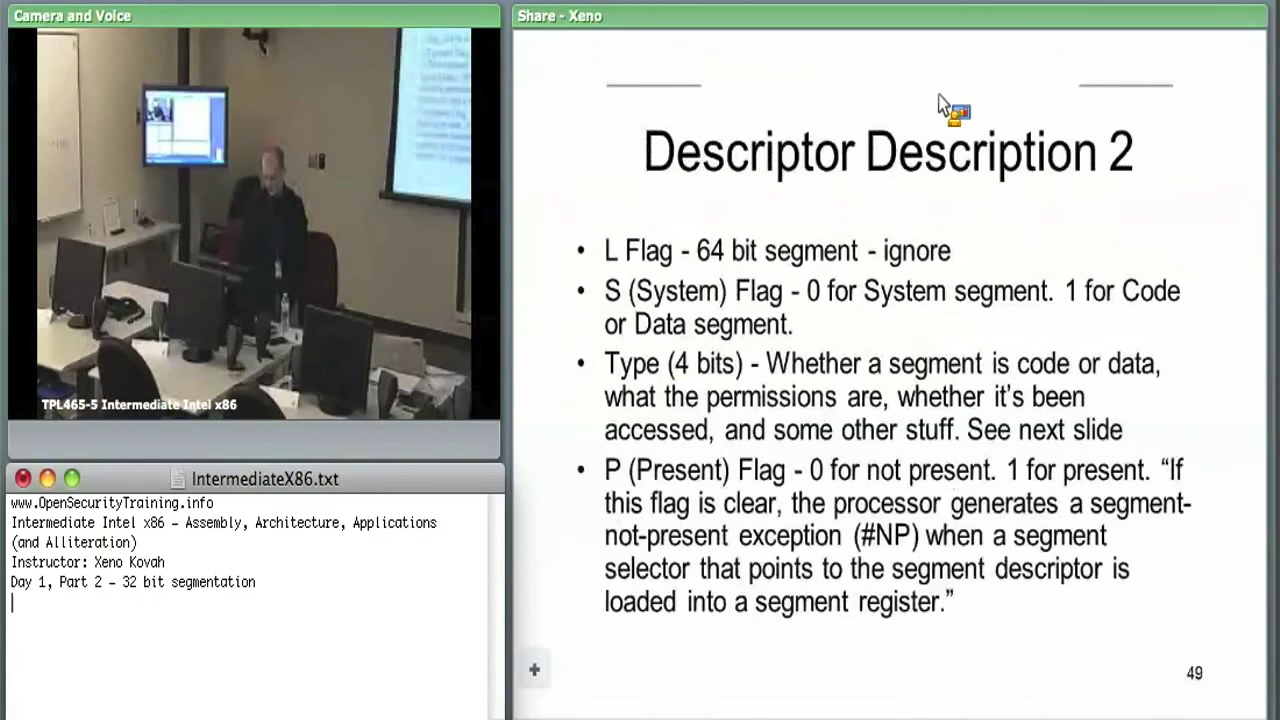 Camera and Voice
TPL465-5 Intermediate Intel x86
IntermediateX86.txt
www.OpenSecurityTraining.info
Intermediate Intel x86 – Assembly, Architecture, Applications
(and Alliteration)
Instructor: Xeno Kovah
Day 1, Part 2 – 32 bit segmentation
Share - Xeno
Descriptor Description 2
• L Flag - 64 bit segment - ignore
• S (System) Flag - 0 for System segment. 1 for Code
or Data segment.
• Type (4 bits) - Whether a segment is code or data,
what the permissions are, whether it’s been
accessed, and some other stuff. See next slide
• P (Present) Flag - 0 for not present. 1 for present. “If
this flag is clear, the processor generates a segment-
not-present exception (#NP) when a segment
selector that points to the segment descriptor is
loaded into a segment register.”
49